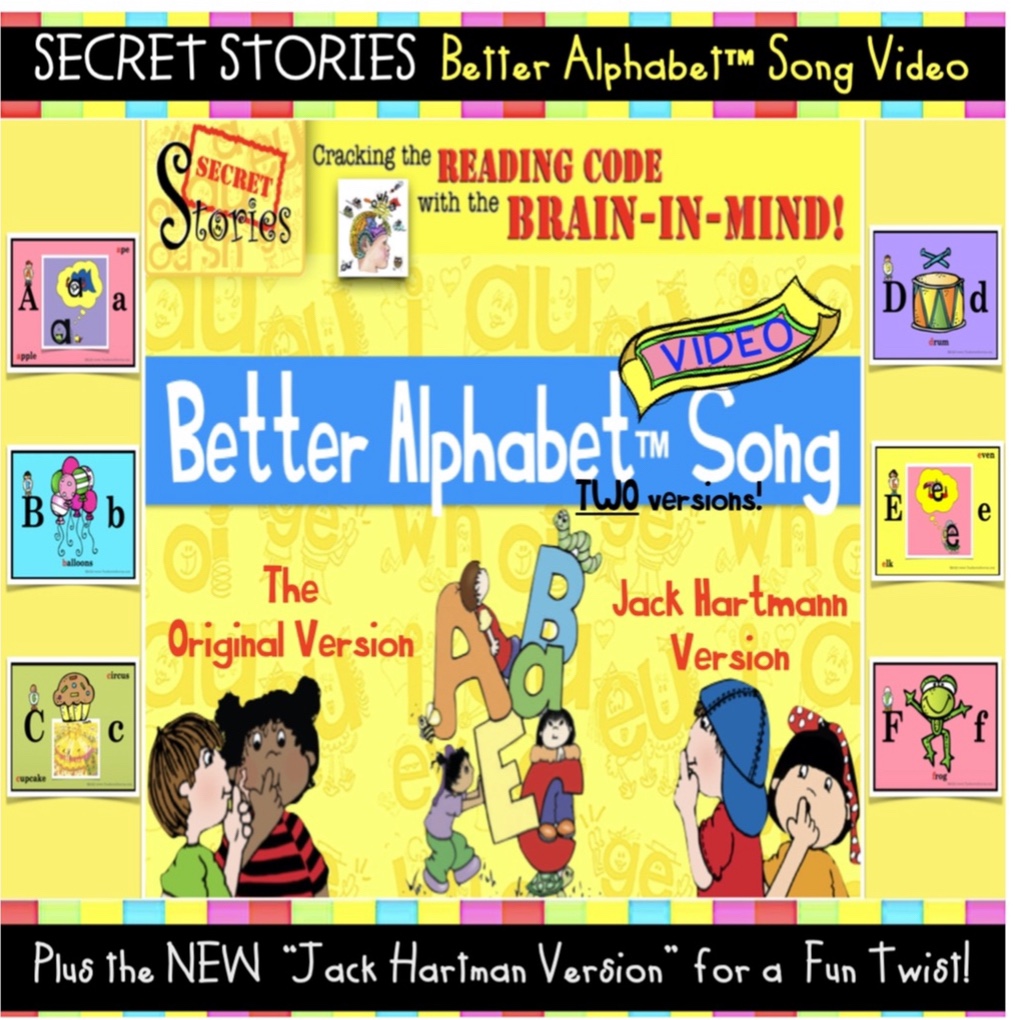 SECRET STORIES Better Alphabet™ Song Video
SECRET
Stories
Cracking the READING CODE
with the BRAIN-IN-MIND!
VIDEO
Better Alphabet™ Song
TWO versions!
The
Original Version
Jack Hartmann
Version
ape
A a
a
a
apple
B b
balloons
circus
C c
cupcake
D d
drum
even
E e
e
e
elk
F f
frog
A
B
a
E
C
Plus the NEW "Jack Hartman Version" for a Fun Twist!